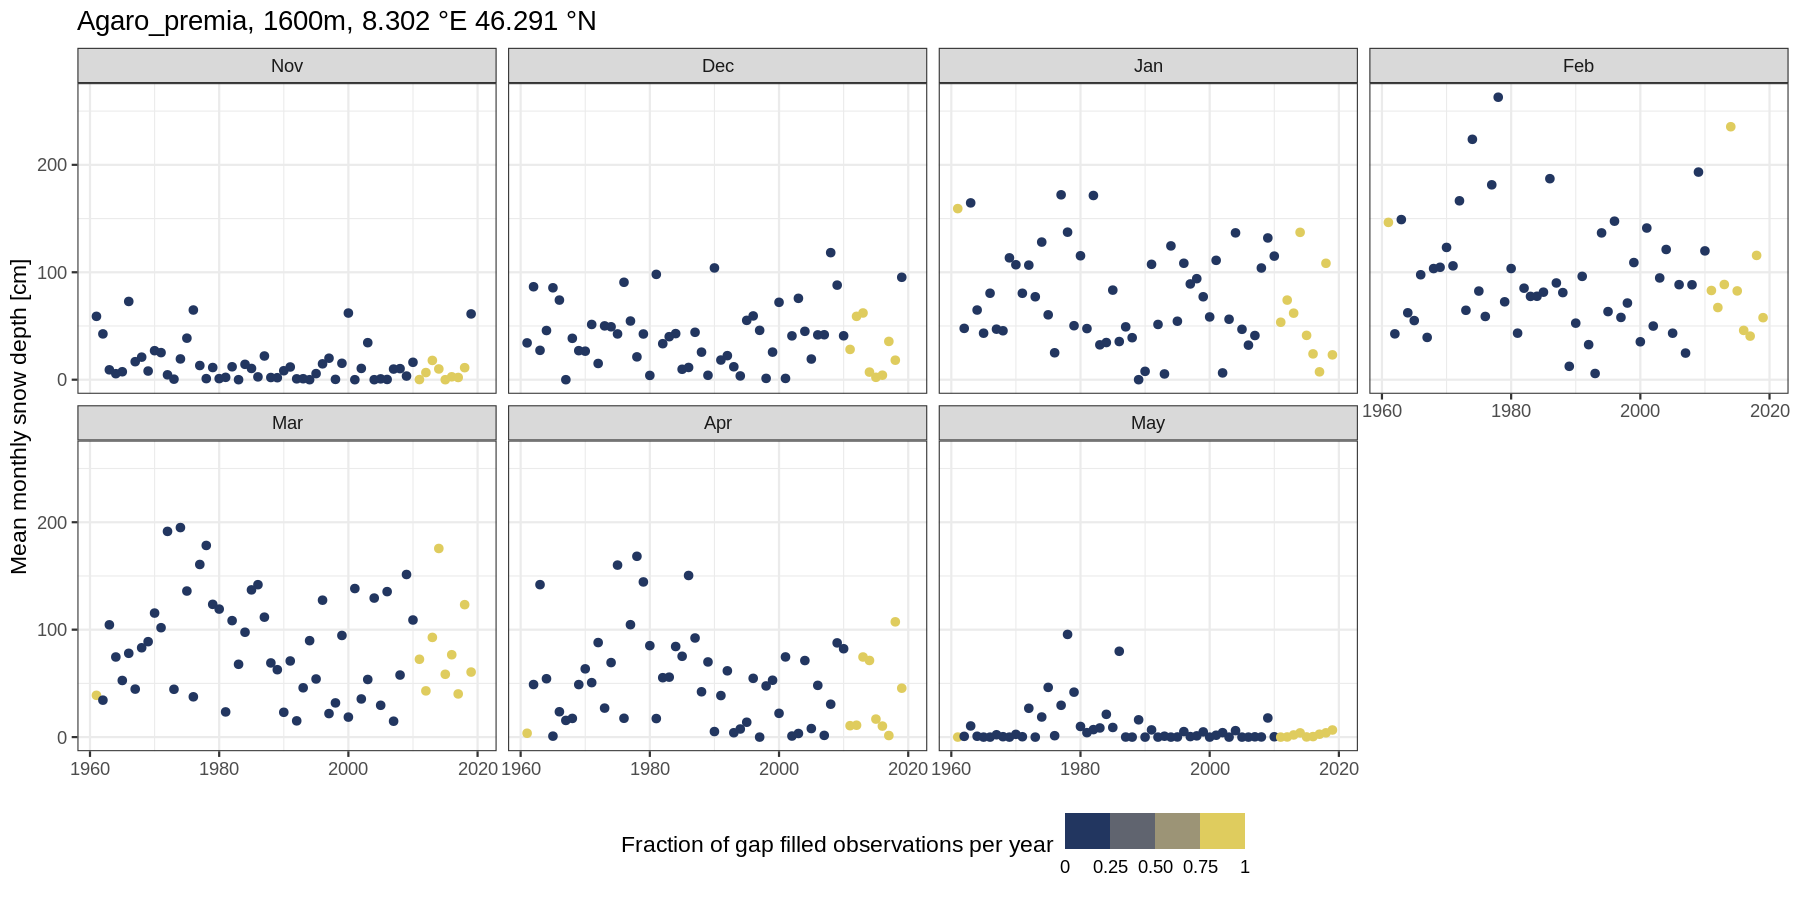 Agaro_premia, 1600m, 8.302 °E 46.291 °N
Nov Dec Jan Feb
Mean monthly snow depth [cm]
200
100
0
1960 1980 2000 2020
Mar Apr May
200
100
0
1960 1980 2000 2020 1960 1980 2000 2020 1960 1980 2000 2020
Fraction of gap filled observations per year
0 0.25 0.50 0.75 1